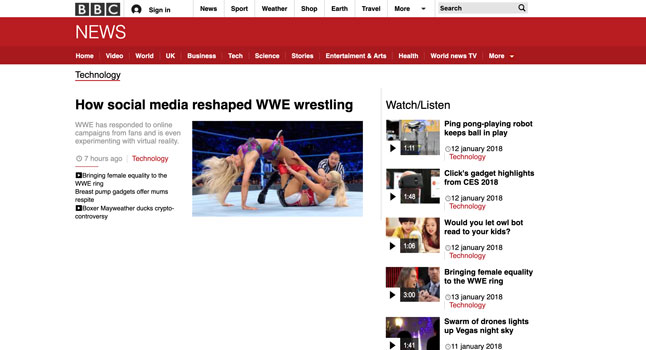 BBC Sign in News Sport Weather Shop Earth Travel More Search
NEWS
Home Video World UK Business Tech Science Stories Entertainment & Arts Health World news TV More
Technology
How social media reshaped WWE wrestling
WWE has responded to online
campaigns from fans and is even
experimenting with virtual reality.
7 hours ago Technology
Bringing female equality to the
WWE ring
Breast pump gadgets offer mums
respite
Boxer Mayweather ducks crypto-
controversy
Watch/Listen
1:11
Ping pong-playing robot
keeps ball in play
12 january 2018
Technology
1:48
Click's gadget highlights
from CES 2018
12 january 2018
Technology
1:06
Would you let owl bot
read to your kids?
12 january 2018
Technology
3:00
Bringing female equality
to the WWE ring
13 january 2018
Technology
1:41
Swarm of drones lights
up Vegas night sky
11 january 2018